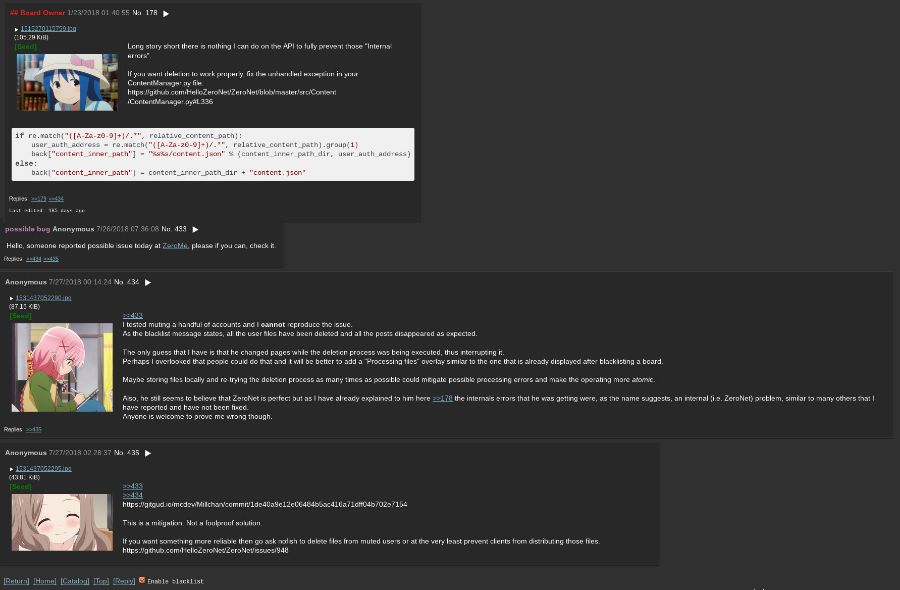 ## Board Owner 1/23/2018 01:40:55 No. 178 ▶
► 1515270115759.jpg
(105.29 KiB)
[Seed]
Long story short there is nothing I can do on the API to fully prevent those "Internal
errors".
If you want deletion to work properly, fix the unhandled exception in your
ContentManager.py file.
https://github.com/HelloZeroNet/ZeroNet/blob/master/src/Content
/ContentManager.py#L336
if re.match("([A-Za-z0-9]+)/.*", relative_content_path):
user_auth_address = re.match("([A-Za-z0-9]+)/.*", relative_content_path).group(1)
back["content_inner_path"] = "%s%s/content.json" % (content_inner_path_dir, user_auth_address)
else:
back["content_inner_path"] = content_inner_path_dir + "content.json"
Replies: >>179 >>434
Last edited: 185 days ago
possible bug Anonymous 7/26/2018 07:36:08 No. 433 ▶
Hello, someone reported possible issue today at ZeroMe, please if you can, check it.
Replies: >>434 >>435
Anonymous 7/27/2018 00:14:24 No. 434 ▶
► 1531437052290.jpg
(87.15 KiB)
[Seed]
>>433
I tested muting a handful of accounts and I cannot reproduce the issue.
As the blacklist message states, all the user files have been deleted and all the posts disappeared as expected.
The only guess that I have is that he changed pages while the deletion process was being executed, thus interrupting it.
Perhaps I overlooked that people could do that and it will be better to add a "Processing files" overlay similar to the one that is already displayed after blacklisting a board.
Maybe storing files locally and re-trying the deletion process as many times as possible could mitigate possible processing errors and make the operating more atomic.
Also, he still seems to believe that ZeroNet is perfect but as I have already explained to him here >>178 the internals errors that he was getting were, as the name suggests, an internal (i.e. ZeroNet) problem, similar to many others that I
have reported and have not been fixed.
Anyone is welcome to prove me wrong though.
Replies: >>435
Anonymous 7/27/2018 02:28:37 No. 435 ▶
► 1531437052295.jpg
(43.81 KiB)
[Seed]
>>433
>>434
https://gitgud.io/mcdev/Millchan/commit/1de40a9e12e06484b5ac416a71dff04b702e7154
This is a mitigation. Not a foolproof solution.
If you want something more reliable then go ask nofish to delete files from muted users or at the very least prevent clients from distributing those files.
https://github.com/HelloZeroNet/ZeroNet/issues/948
[Return] [Home] [Catalog] [Top] [Reply] Enable blacklist